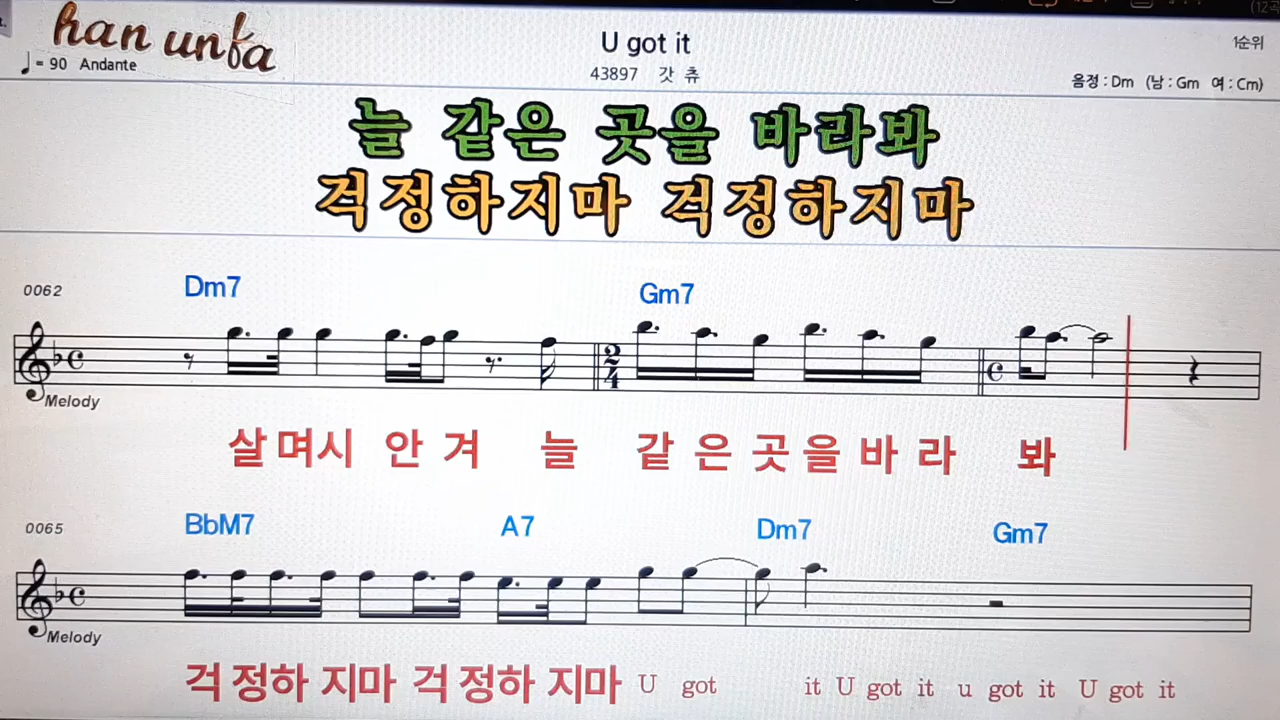 han unfa
U got it
1순위
♩= 90 Andante
43897 갓 츄
음정 : Dm (남 : Gm 여 : Cm)
늘 같은 곳을 바라봐
걱정하지마 걱정하지마
0062
Dm7
Gm7
2
4
Melody
살며시 안겨 늘 같은 곳을 바라 봐
0065
BbM7 A7 Dm7 Gm7
Melody
걱 정하 지마 걱 정하 지마 U got it U got it u got it U got it